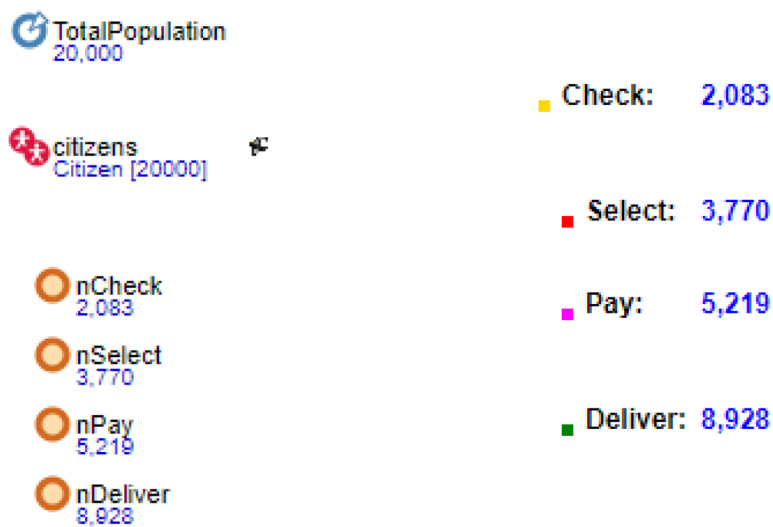 TotalPopulation
20,000
citizens
Citizen [20000]
nCheck
2,083
nSelect
3,770
nPay
5,219
nDeliver
8,928
Check: 2,083
Select: 3,770
Pay: 5,219
Deliver: 8,928